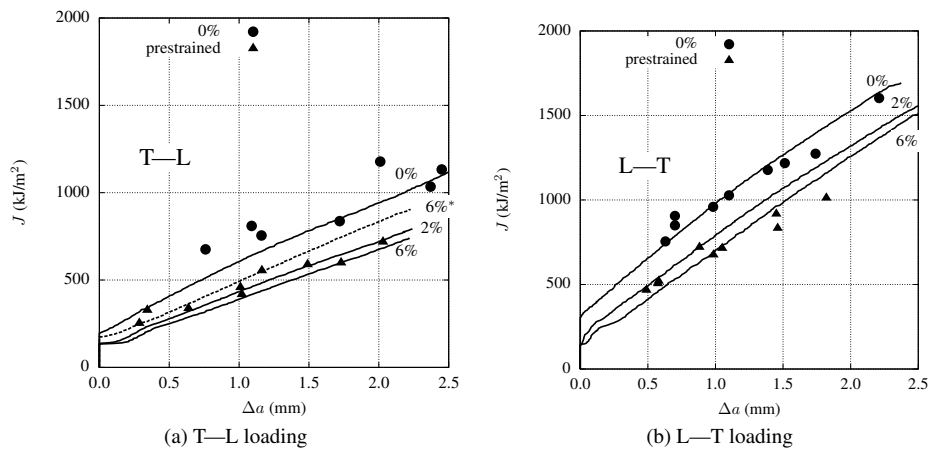 2000
1500
1000
500
0
J (kJ/m²)
0%
prestrained
T—L
0%
6%*
2%
6%
0.0 0.5 1.0 1.5 2.0 2.5
Δa (mm)
(a) T—L loading
2000
1500
1000
500
0
J (kJ/m²)
0%
prestrained
L—T
0%
2%
6%
0.0 0.5 1.0 1.5 2.0 2.5
Δa (mm)
(b) L—T loading